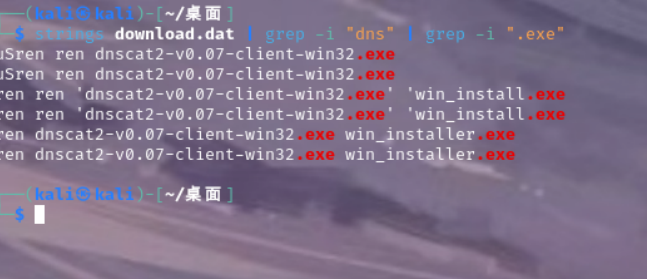 ──(kali㉿kali)-[~/桌面]
─$ strings download.dat | grep -i "dns" | grep -i ".exe"
uSren ren dnscat2-v0.07-client-win32.exe
uSren ren dnscat2-v0.07-client-win32.exe
ren ren 'dnscat2-v0.07-client-win32.exe' 'win_install.exe
ren ren 'dnscat2-v0.07-client-win32.exe' 'win_install.exe
ren dnscat2-v0.07-client-win32.exe win_installer.exe
ren dnscat2-v0.07-client-win32.exe win_installer.exe
──(kali㉿kali)-[~/桌面]
─$